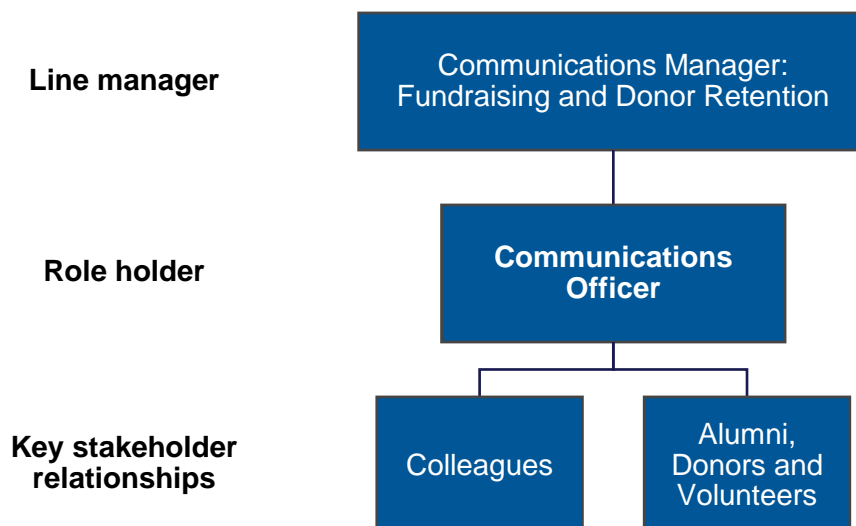 Line manager
Communications Manager:
Fundraising and Donor Retention
Role holder
Communications
Officer
Key stakeholder
relationships
Colleagues
Alumni,
Donors and
Volunteers